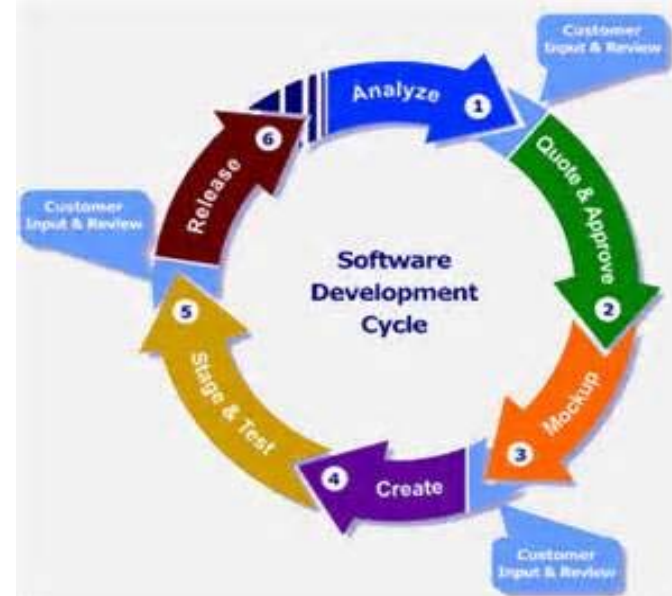 Customer
Input & Review
Analyze
1
Quote & Approve
2
Mockup
3
Customer
Input & Review
Create
4
Stage & Test
5
Customer
Input & Review
Release
6
Software
Development
Cycle